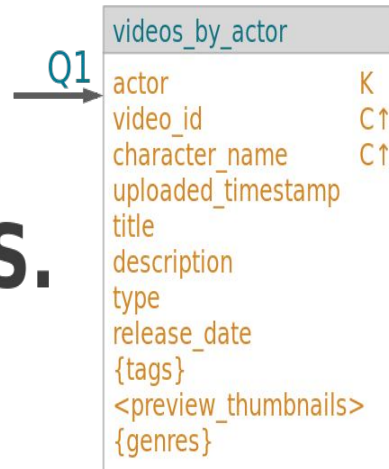 videos_by_actor
Q1
actor K
video_id C↑
character_name C↑
uploaded_timestamp
title
description
type
release_date
{tags}
<preview_thumbnails>
{genres}
s.